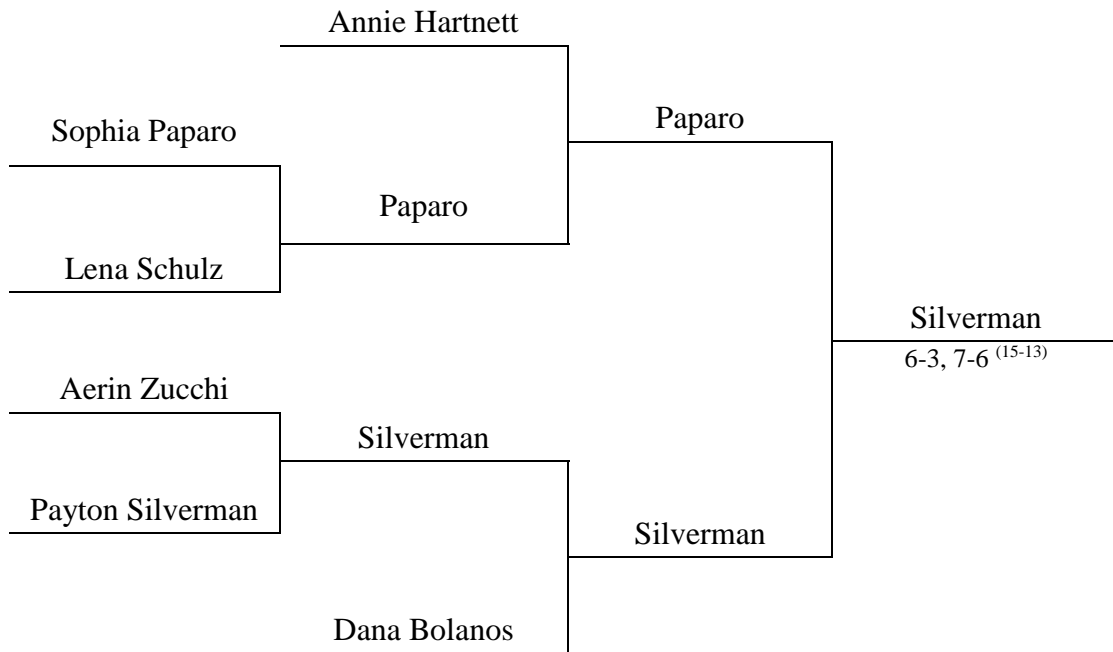 Annie Hartnett
Sophia Paparo
Paparo
Paparo
Lena Schulz
Silverman
6-3, 7-6 (15-13)
Aerin Zucchi
Silverman
Payton Silverman
Silverman
Dana Bolanos